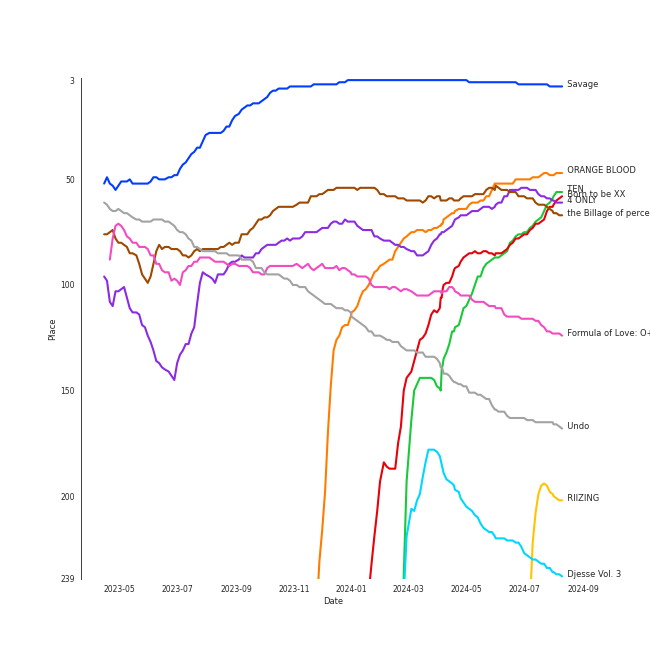 3
50
100
150
200
239
Place
2023-05
2023-07
2023-09
2023-11
2024-01
2024-03
2024-05
2024-07
2024-09
Date
Savage
ORANGE BLOOD
TEN
Born to be XX
4 ONLY
the Billage of perce
Formula of Love: O+
Undo
RIIZING
Djesse Vol. 3